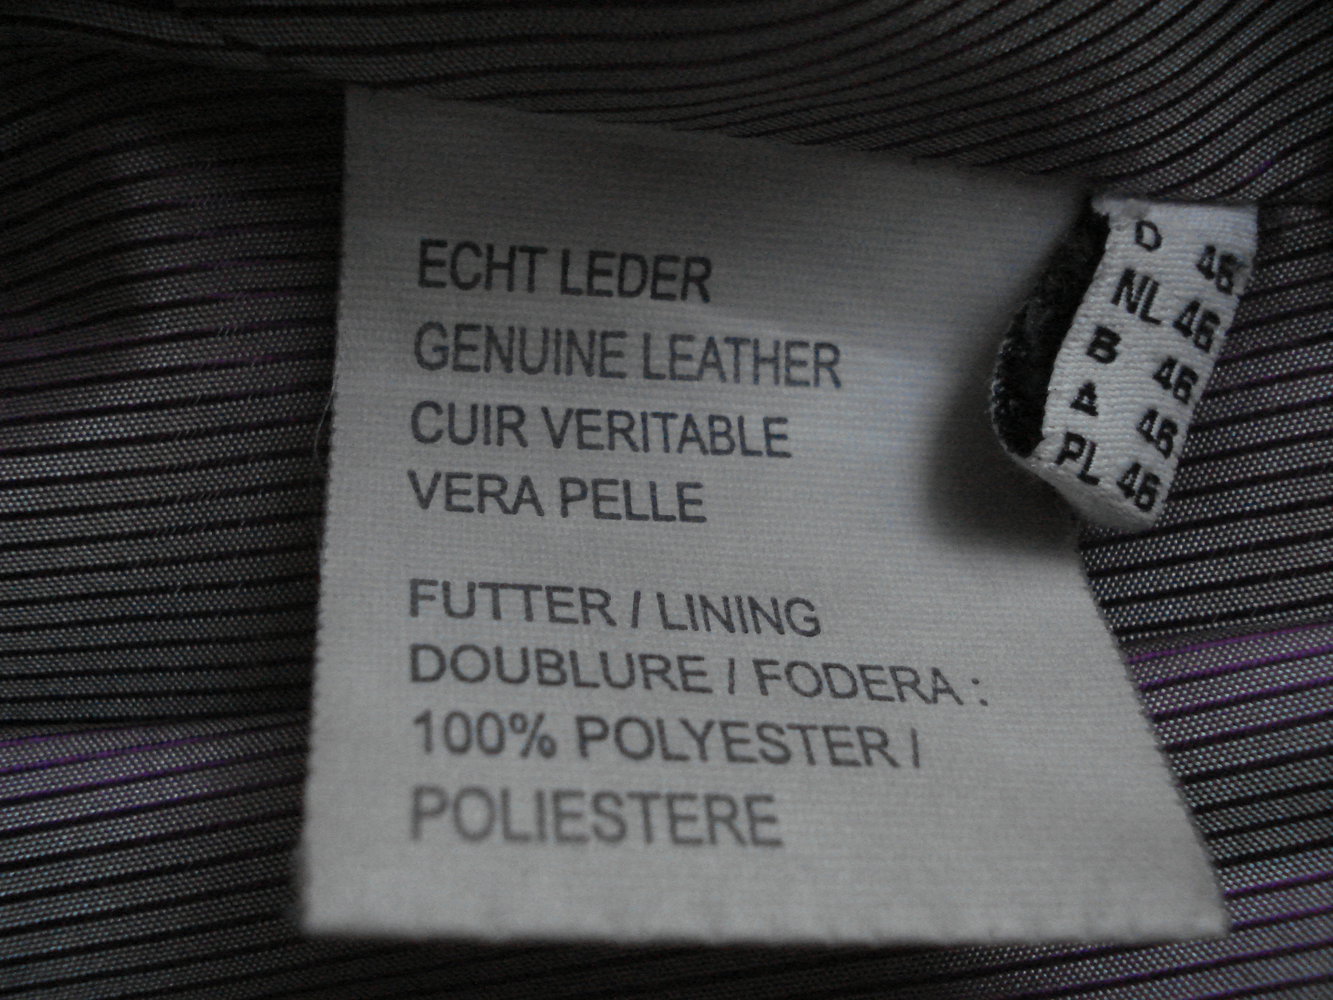 ECHT LEDER
GENUINE LEATHER
CUIR VERITABLE
VERA PELLE
FUTTER / LINING
DOUBLURE / FODERA :
100% POLYESTER /
POLIESTERE
D 46
NL 46
B 46
A 46
PL 46